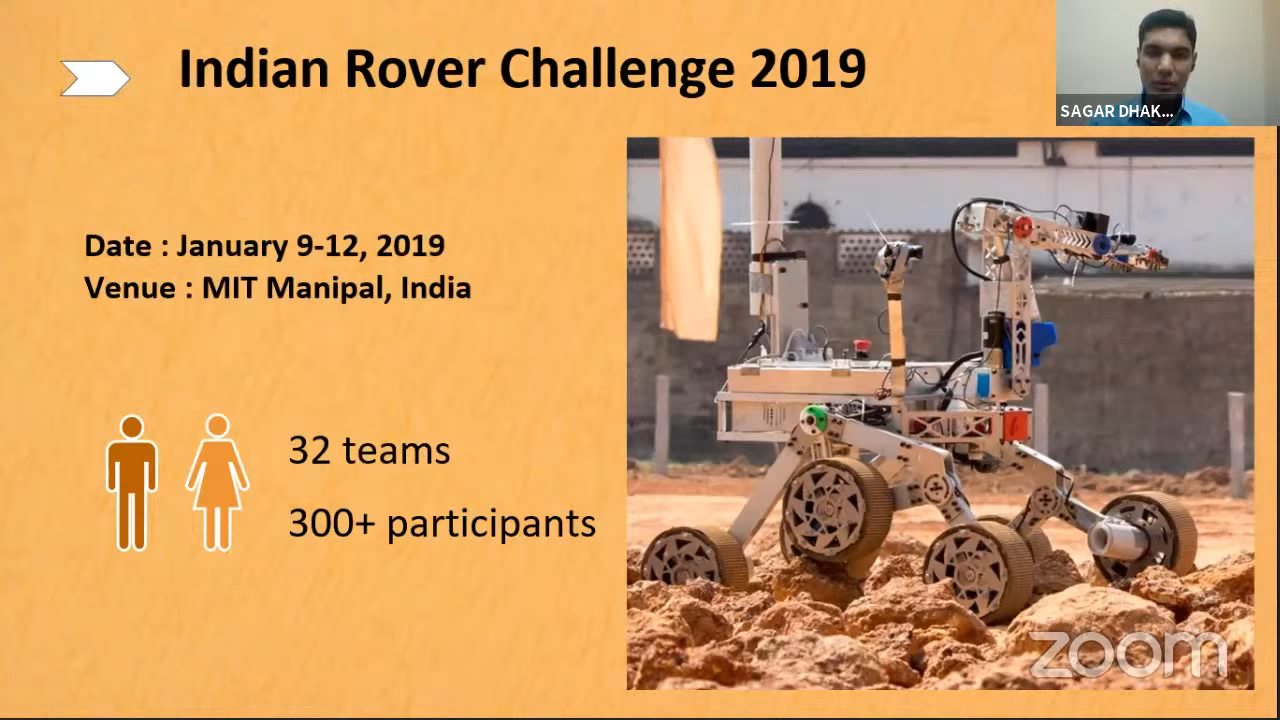 Indian Rover Challenge 2019
SAGAR DHAK...
Date : January 9-12, 2019
Venue : MIT Manipal, India
32 teams
300+ participants
zoom